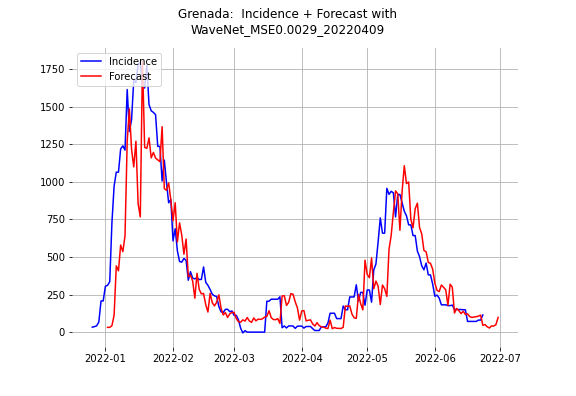 Grenada:  Incidence + Forecast with
WaveNet_MSE0.0029_20220409
Incidence
Forecast
1750
1500
1250
1000
750
500
250
0
2022-01 2022-02 2022-03 2022-04 2022-05 2022-06 2022-07